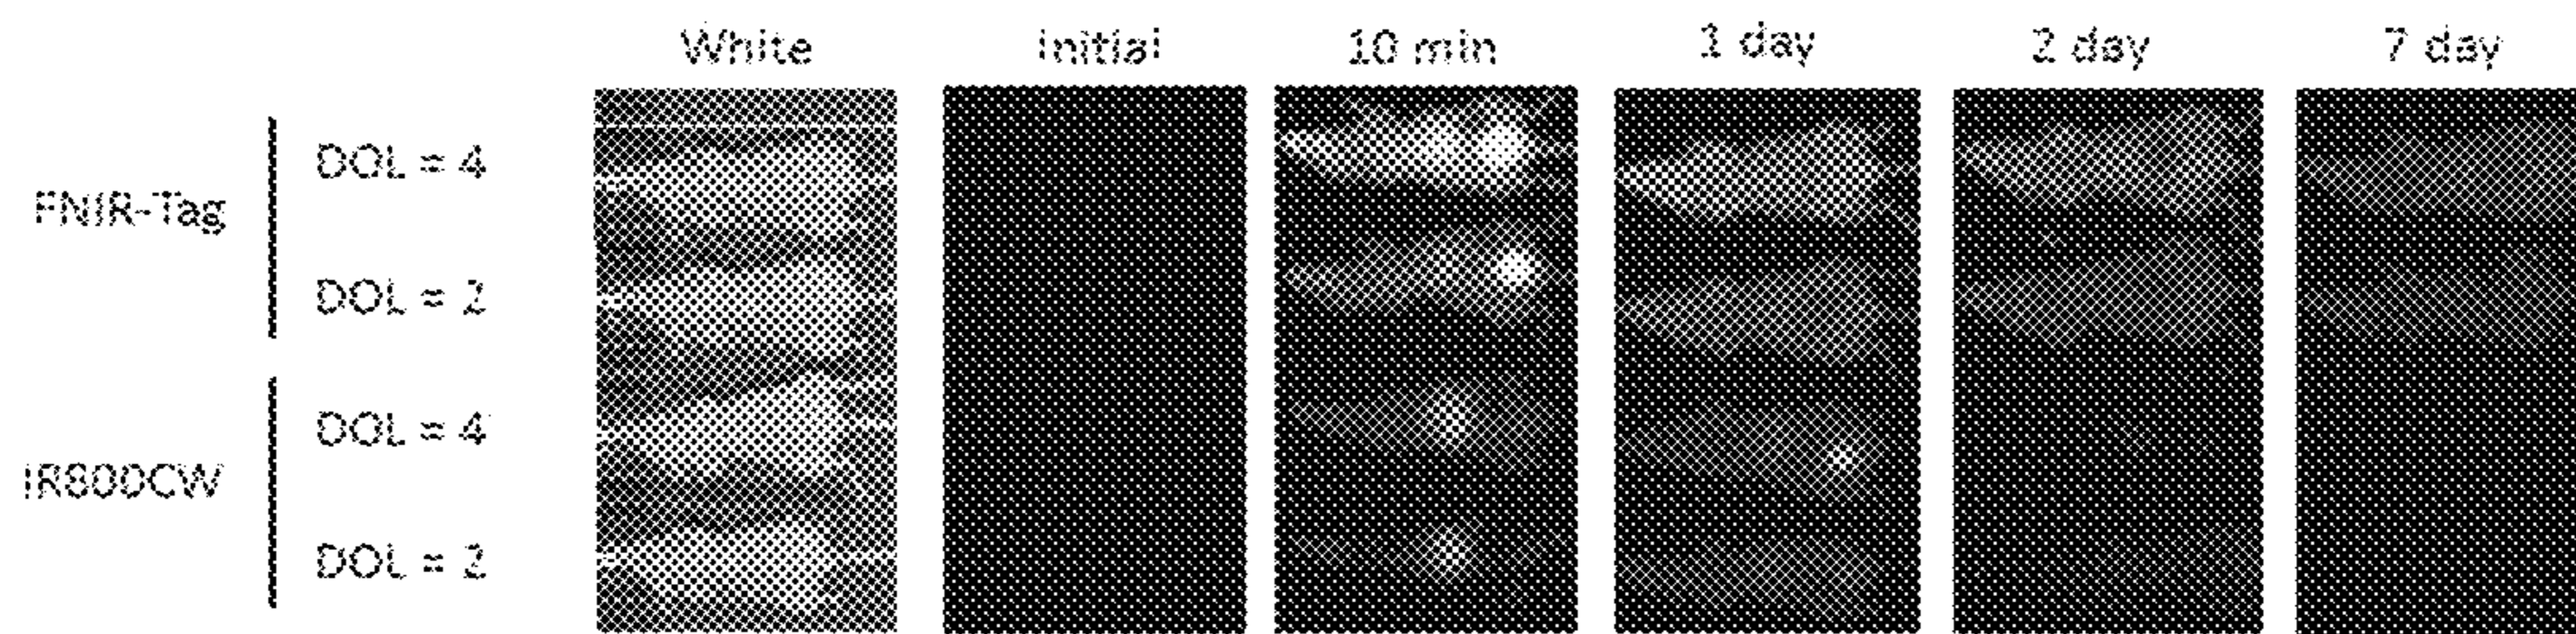 White initial 10 min 1 day 2 day 7 day
DOL = 4
FNIR-Tag
DOL = 2
DOL = 4
IR800CW
DOL = 2